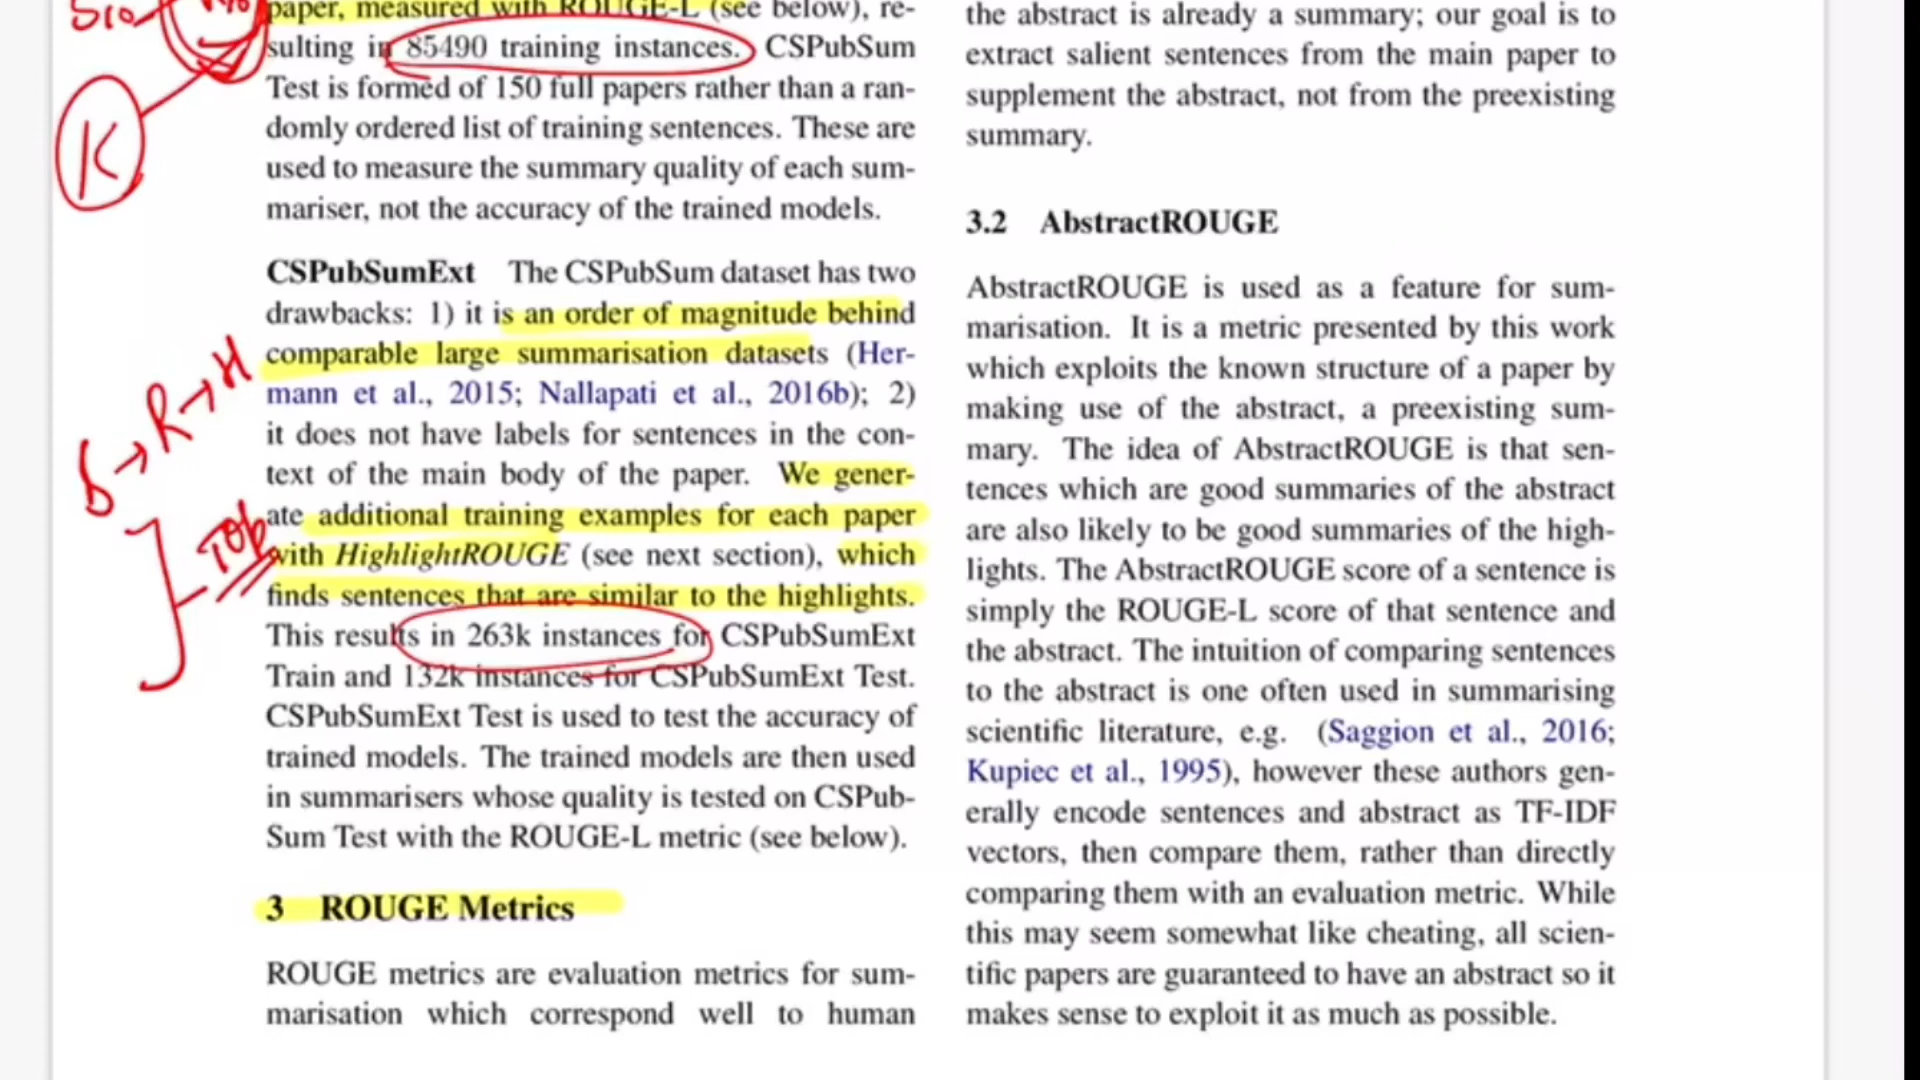 paper, measured with ROUGE-L (see below), re-
sulting in 85490 training instances. CSPubSum
Test is formed of 150 full papers rather than a ran-
domly ordered list of training sentences. These are
used to measure the summary quality of each sum-
mariser, not the accuracy of the trained models.
K
CSPubSumExt The CSPubSum dataset has two
drawbacks: 1) it is an order of magnitude behind
comparable large summarisation datasets (Her-
mann et al., 2015; Nallapati et al., 2016b); 2)
it does not have labels for sentences in the con-
text of the main body of the paper. We gener-
ate additional training examples for each paper
with HighlightROUGE (see next section), which
finds sentences that are similar to the highlights.
This results in 263k instances for CSPubSumExt
Train and 132k instances for CSPubSumExt Test.
CSPubSumExt Test is used to test the accuracy of
trained models. The trained models are then used
in summarisers whose quality is tested on CSPub-
Sum Test with the ROUGE-L metric (see below).
→ R → H
Top
3 ROUGE Metrics
ROUGE metrics are evaluation metrics for sum-
marisation which correspond well to human
the abstract is already a summary; our goal is to
extract salient sentences from the main paper to
supplement the abstract, not from the preexisting
summary.
3.2 AbstractROUGE
AbstractROUGE is used as a feature for sum-
marisation. It is a metric presented by this work
which exploits the known structure of a paper by
making use of the abstract, a preexisting sum-
mary. The idea of AbstractROUGE is that sen-
tences which are good summaries of the abstract
are also likely to be good summaries of the high-
lights. The AbstractROUGE score of a sentence is
simply the ROUGE-L score of that sentence and
the abstract. The intuition of comparing sentences
to the abstract is one often used in summarising
scientific literature, e.g. (Saggion et al., 2016;
Kupiec et al., 1995), however these authors gen-
erally encode sentences and abstract as TF-IDF
vectors, then compare them, rather than directly
comparing them with an evaluation metric. While
this may seem somewhat like cheating, all scien-
tific papers are guaranteed to have an abstract so it
makes sense to exploit it as much as possible.